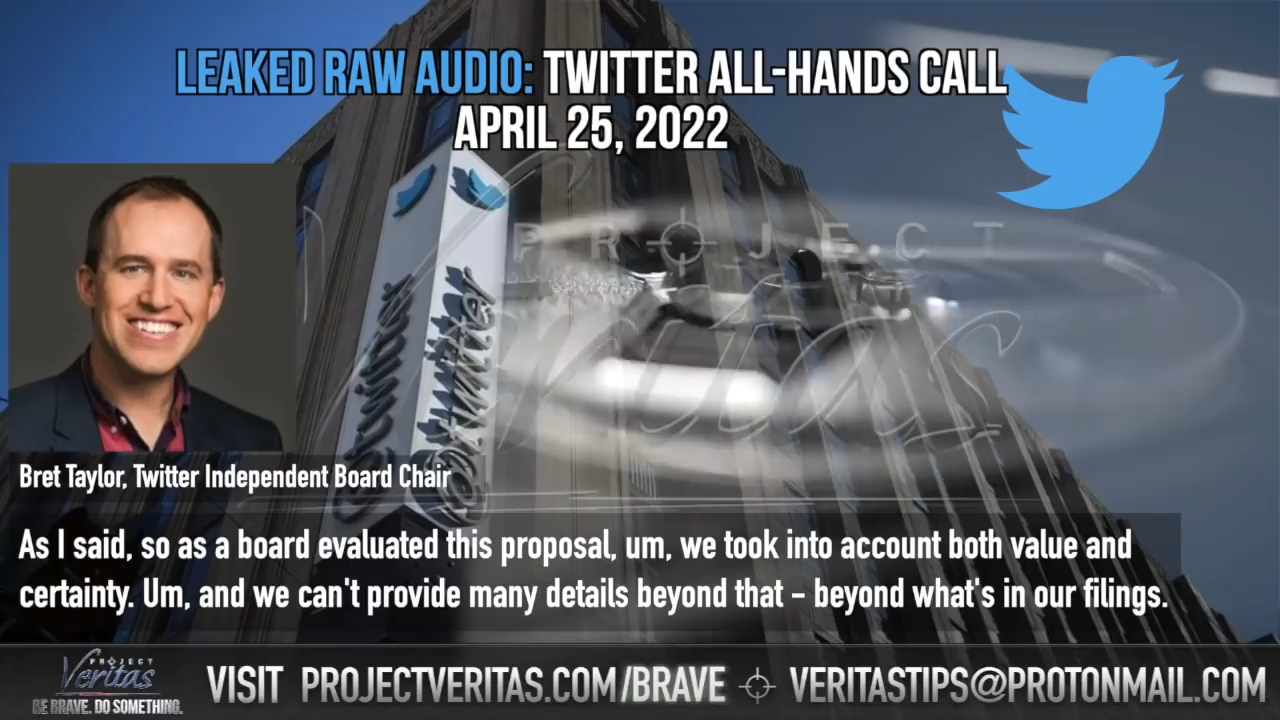 LEAKED RAW AUDIO: TWITTER ALL-HANDS CALL
APRIL 25, 2022
PROJECT
Veritas
@twitter
Bret Taylor, Twitter Independent Board Chair
As I said, so as a board evaluated this proposal, um, we took into account both value and
certainty. Um, and we can't provide many details beyond that – beyond what's in our filings.
PROJECT
Veritas
BE BRAVE. DO SOMETHING.
VISIT PROJECTVERITAS.COM/BRAVE VERITASTIPS@PROTONMAIL.COM